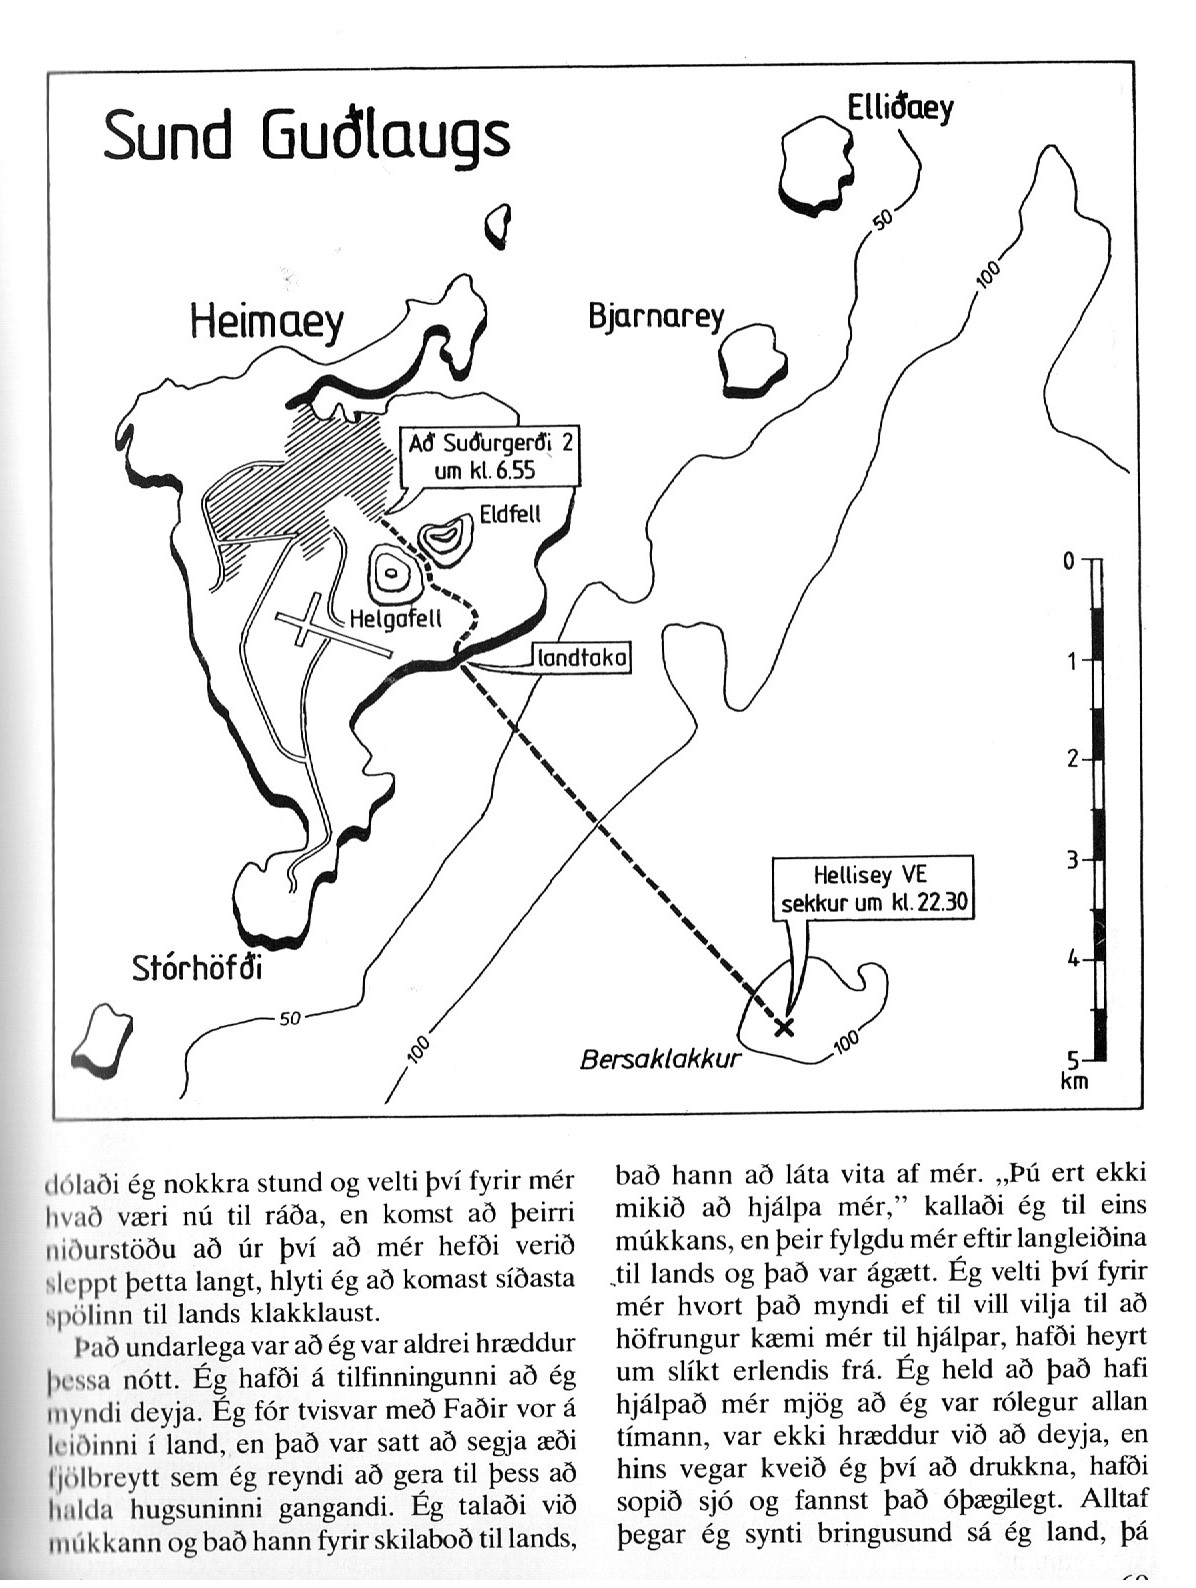 Sund Guðlaugs
Elliðaey
50
100
Heimaey
Bjarnarey
Að Suðurgerði 2
um kl. 6.55
Eldfell
Helgafell
landtaka
0
1
2
3
4
5
km
Hellisey VE
sekkur um kl. 22.30
Stórhöfði
50
100
Bersaklakkur
100
dólaði ég nokkra stund og velti því fyrir mér
hvað væri nú til ráða, en komst að þeirri
niðurstöðu að úr því að mér hefði verið
sleppt þetta langt, hlyti ég að komast síðasta
spölinn til lands klakklaust.
Það undarlega var að ég var aldrei hræddur
þessa nótt. Ég hafði á tilfinningunni að ég
myndi deyja. Ég fór tvisvar með Faðir vor á
leiðinni í land, en það var satt að segja æði
fjölbreytt sem ég reyndi að gera til þess að
halda hugsuninni gangandi. Ég talaði við
múkkann og bað hann fyrir skilaboð til lands,
bað hann að láta vita af mér. „Þú ert ekki
mikið að hjálpa mér,” kallaði ég til eins
múkkans, en þeir fylgdu mér eftir langleiðina
til lands og það var ágætt. Ég velti því fyrir
mér hvort það myndi ef til vill vilja til að
höfrungur kæmi mér til hjálpar, hafði heyrt
um slíkt erlendis frá. Ég held að það hafi
hjálpað mér mjög að ég var rólegur allan
tímann, var ekki hræddur við að deyja, en
hins vegar kveið ég því að drukkna, hafði
sopið sjó og fannst það óþægilegt. Alltaf
þegar ég synti bringusund sá ég land, þá